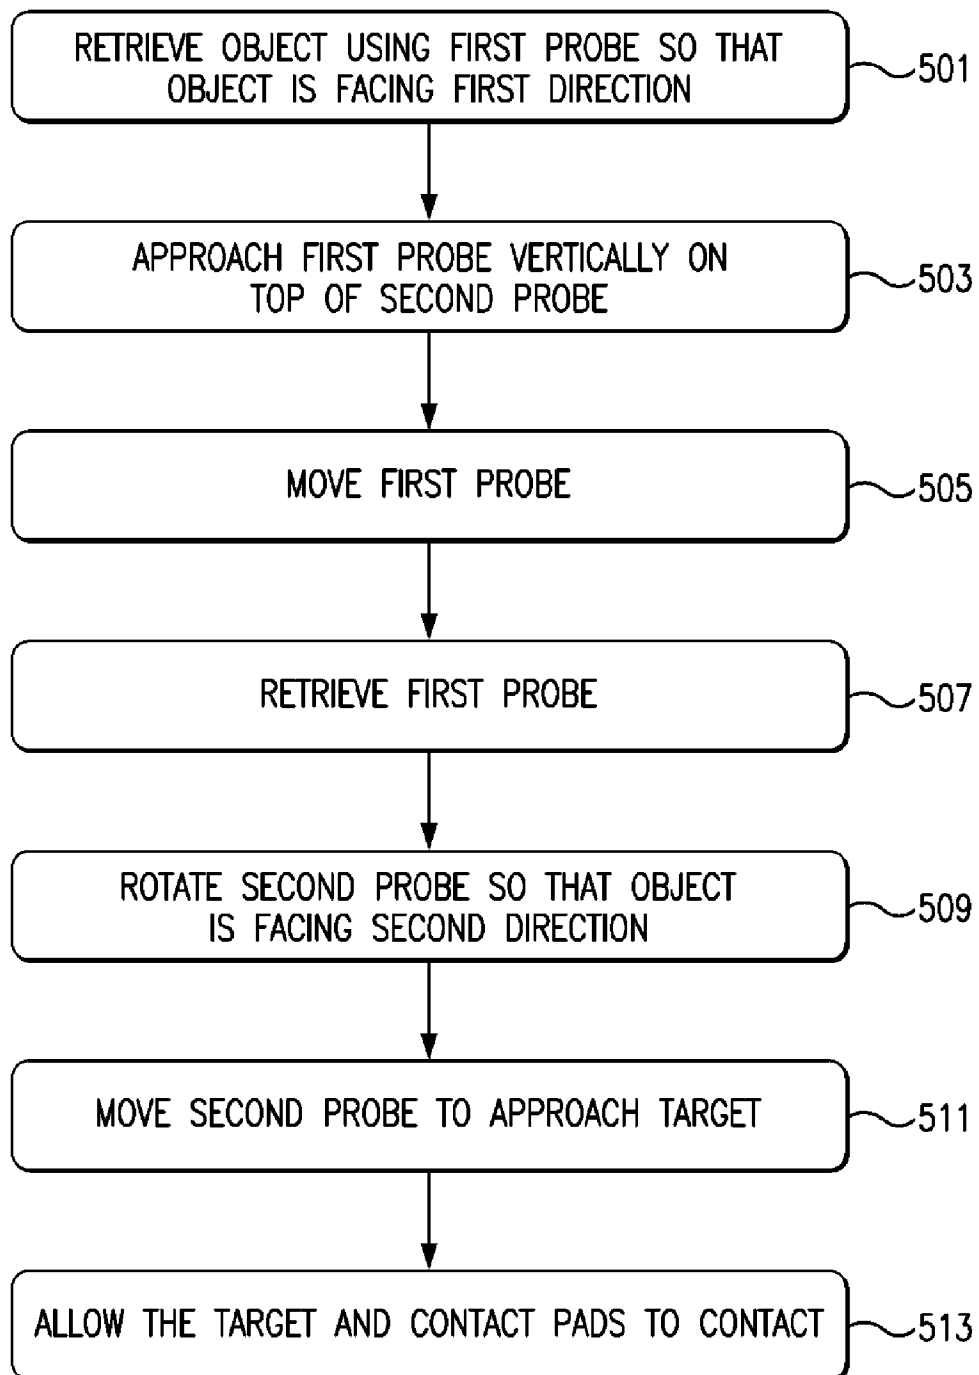 RETRIEVE OBJECT USING FIRST PROBE SO THAT
OBJECT IS FACING FIRST DIRECTION
501
APPROACH FIRST PROBE VERTICALLY ON
TOP OF SECOND PROBE
503
MOVE FIRST PROBE
505
RETRIEVE FIRST PROBE
507
ROTATE SECOND PROBE SO THAT OBJECT
IS FACING SECOND DIRECTION
509
MOVE SECOND PROBE TO APPROACH TARGET
511
ALLOW THE TARGET AND CONTACT PADS TO CONTACT
513